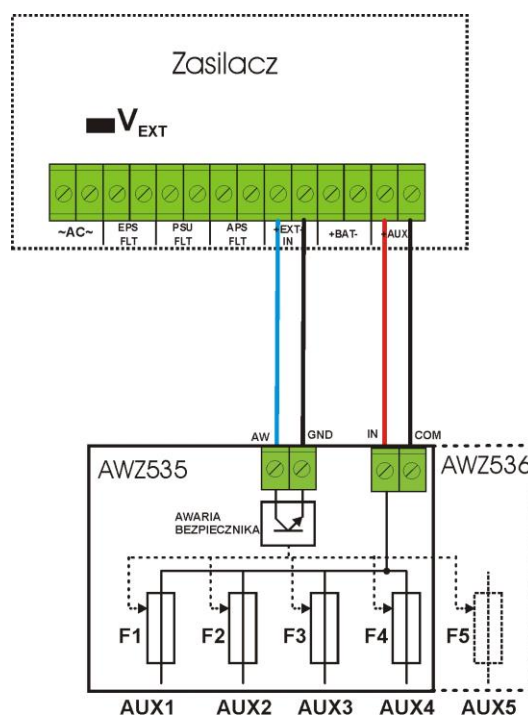 Zasilacz
VEXT
~AC~ EPS FLT PSU FLT APS FLT +EXT- IN +BAT- +AUX-
AW GND IN COM
AWZ535 AWZ536
AWARIA
BEZPIECZNIKA
F1 F2 F3 F4 F5
AUX1 AUX2 AUX3 AUX4 AUX5